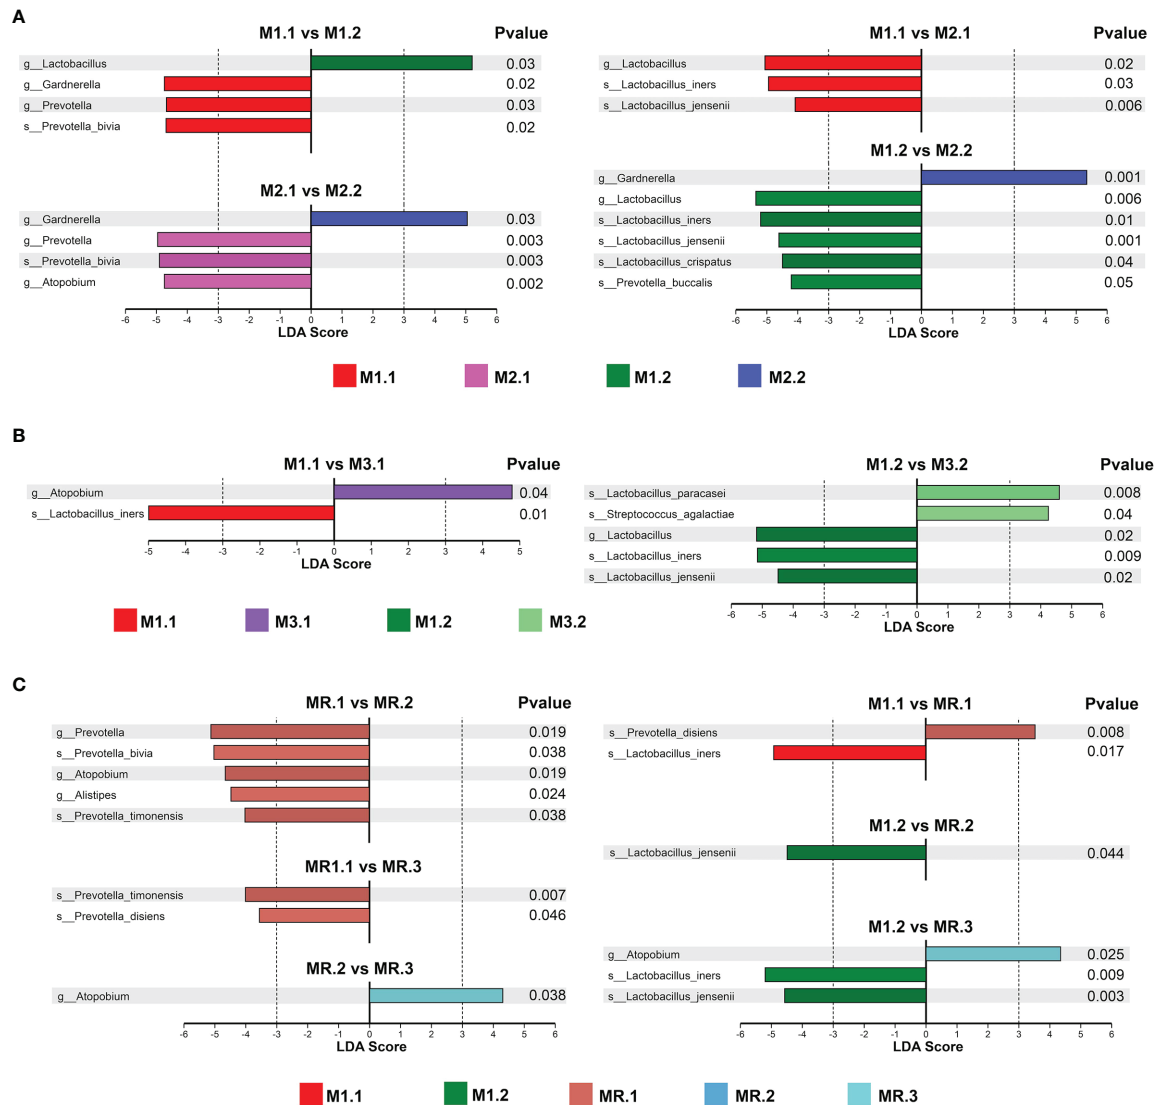 A
M1.1 vs M1.2 Pvalue
g__Lactobacillus 0.03
g__Gardnerella 0.02
g__Prevotella 0.03
s__Prevotella_bivia 0.02
M2.1 vs M2.2
g__Gardnerella 0.03
g__Prevotella 0.003
s__Prevotella_bivia 0.003
g__Atopobium 0.002
-6 -5 -4 -3 -2 -1 0 1 2 3 4 5 6
LDA Score
M1.1 vs M2.1 Pvalue
g__Lactobacillus 0.02
s__Lactobacillus_iners 0.03
s__Lactobacillus_jensenii 0.006
M1.2 vs M2.2
g__Gardnerella 0.001
g__Lactobacillus 0.006
s__Lactobacillus_iners 0.01
s__Lactobacillus_jensenii 0.001
s__Lactobacillus_crispatus 0.04
s__Prevotella_buccalis 0.05
-6 -5 -4 -3 -2 -1 0 1 2 3 4 5 6
LDA Score
M1.1 M2.1 M1.2 M2.2
B
M1.1 vs M3.1 Pvalue
g__Atopobium 0.04
s__Lactobacillus_iners 0.01
-5 -4 -3 -2 -1 0 1 2 3 4 5
LDA Score
M1.2 vs M3.2 Pvalue
s__Lactobacillus_paracasei 0.008
s__Streptococcus_agalactiae 0.04
g__Lactobacillus 0.02
s__Lactobacillus_iners 0.009
s__Lactobacillus_jensenii 0.02
-6 -5 -4 -3 -2 -1 0 1 2 3 4 5 6
LDA Score
M1.1 M3.1 M1.2 M3.2
C
MR.1 vs MR.2 Pvalue
g__Prevotella 0.019
s__Prevotella_bivia 0.038
g__Atopobium 0.019
g__Alistipes 0.024
s__Prevotella_timonensis 0.038
MR1.1 vs MR.3
s__Prevotella_timonensis 0.007
s__Prevotella_disiens 0.046
MR.2 vs MR.3
g__Atopobium 0.038
-6 -5 -4 -3 -2 -1 0 1 2 3 4 5 6
LDA Score
M1.1 vs MR.1 Pvalue
s__Prevotella_disiens 0.008
s__Lactobacillus_iners 0.017
M1.2 vs MR.2
s__Lactobacillus_jensenii 0.044
M1.2 vs MR.3
g__Atopobium 0.025
s__Lactobacillus_iners 0.009
s__Lactobacillus_jensenii 0.003
-6 -5 -4 -3 -2 -1 0 1 2 3 4 5 6
LDA Score
M1.1 M1.2 MR.1 MR.2 MR.3